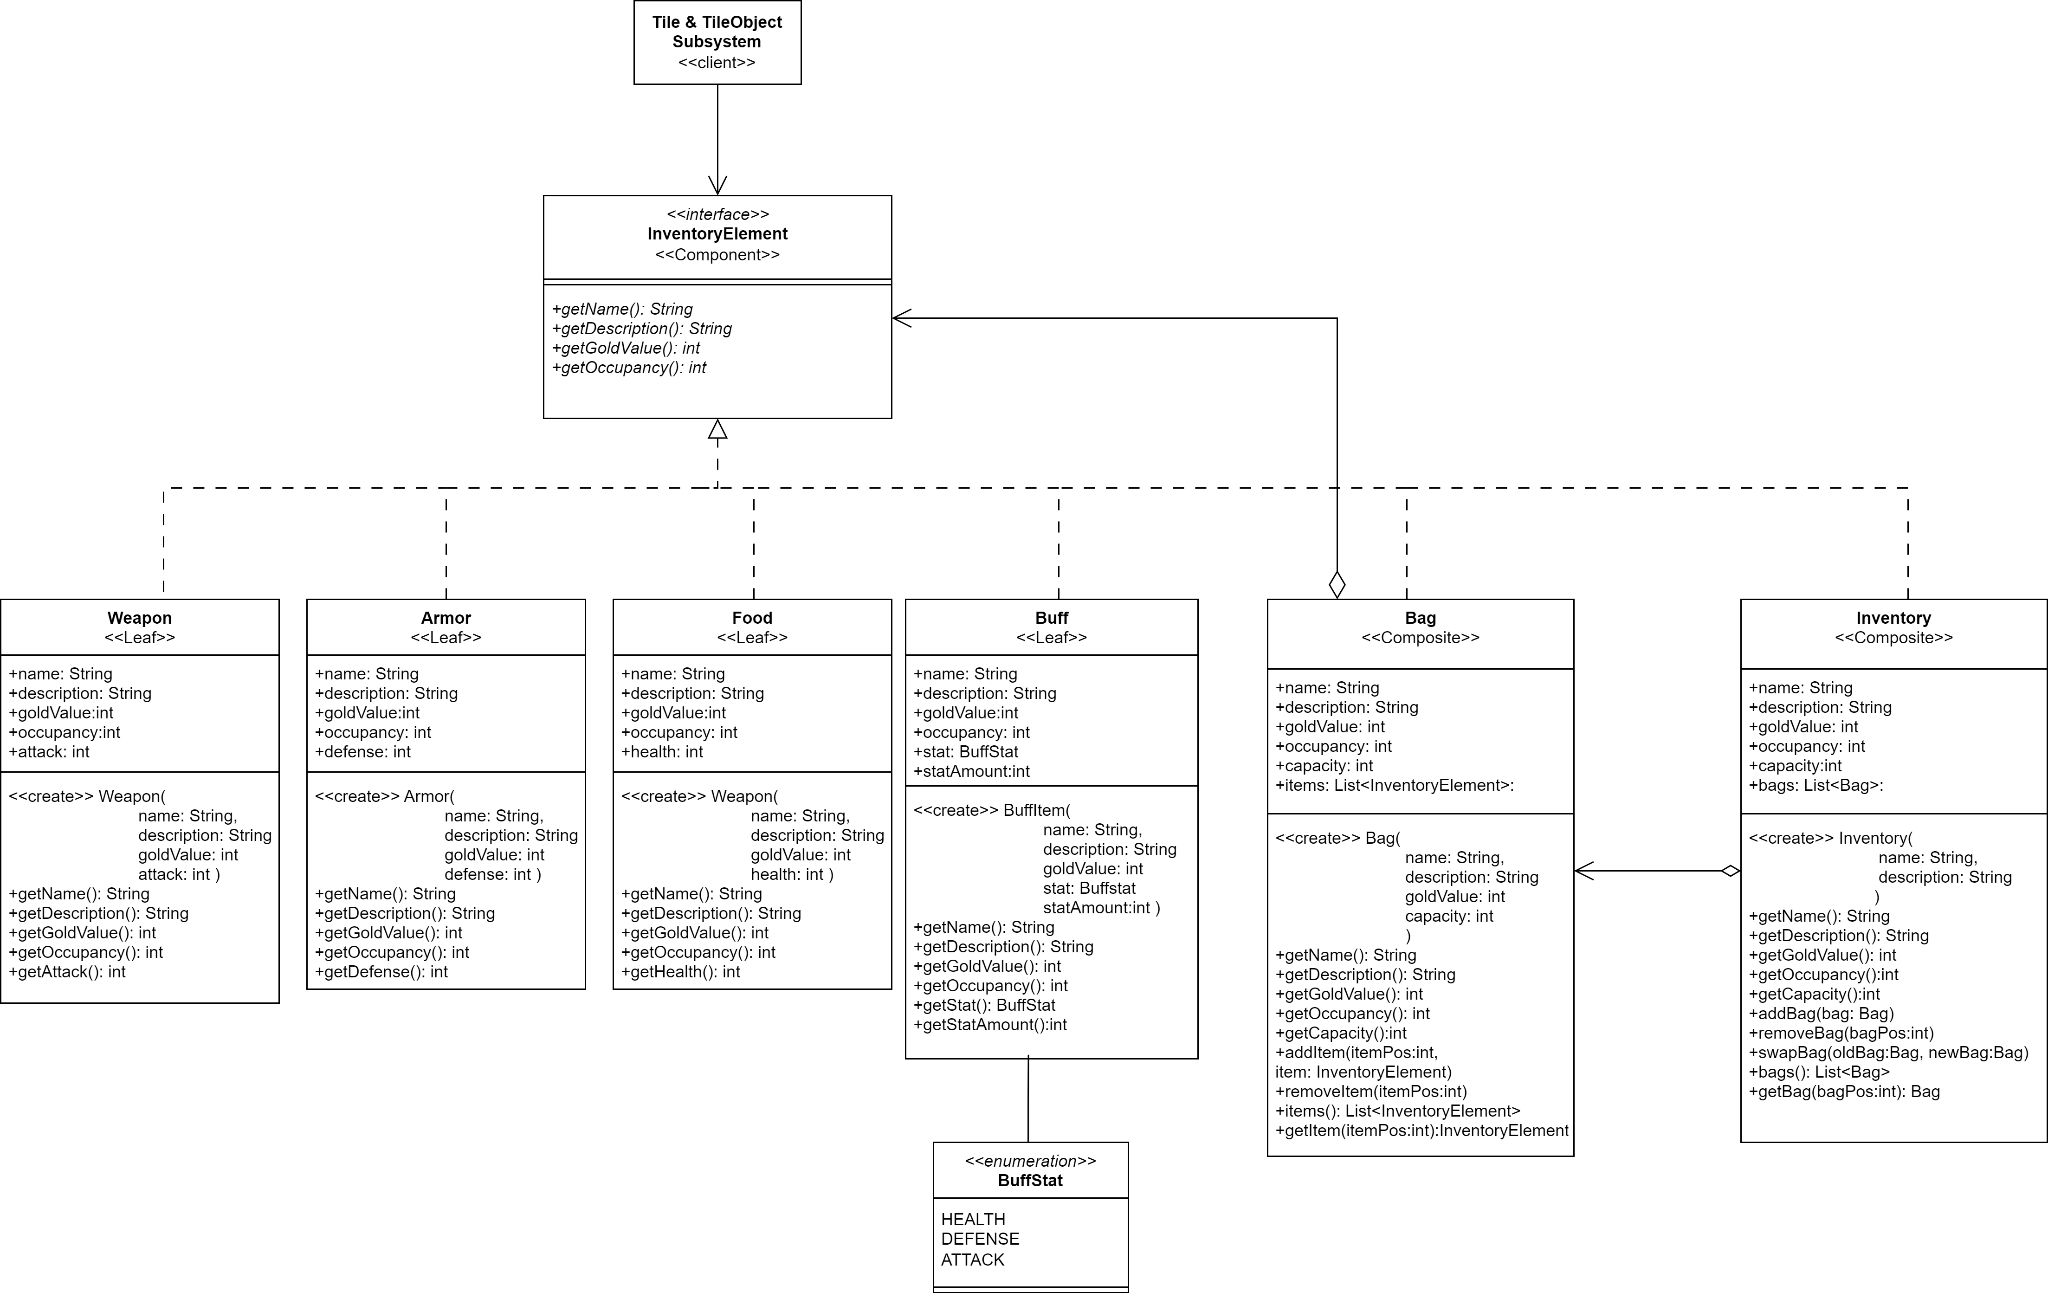 Tile & TileObject
Subsystem
<<client>>
<<interface>>
InventoryElement
<<Component>>
+getName(): String
+getDescription(): String
+getGoldValue(): int
+getOccupancy(): int
Weapon
<<Leaf>>
+name: String
+description: String
+goldValue:int
+occupancy:int
+attack: int
<<create>> Weapon(
name: String,
description: String
goldValue: int
attack: int )
+getName(): String
+getDescription(): String
+getGoldValue(): int
+getOccupancy(): int
+getAttack(): int
Armor
<<Leaf>>
+name: String
+description: String
+goldValue:int
+occupancy: int
+defense: int
<<create>> Armor(
name: String,
description: String
goldValue: int
defense: int )
+getName(): String
+getDescription(): String
+getGoldValue(): int
+getOccupancy(): int
+getDefense(): int
Food
<<Leaf>>
+name: String
+description: String
+goldValue:int
+occupancy: int
+health: int
<<create>> Weapon(
name: String,
description: String
goldValue: int
health: int )
+getName(): String
+getDescription(): String
+getGoldValue(): int
+getOccupancy(): int
+getHealth(): int
Buff
<<Leaf>>
+name: String
+description: String
+goldValue:int
+occupancy: int
+stat: BuffStat
+statAmount:int
<<create>> BuffItem(
name: String,
description: String
goldValue: int
stat: Buffstat
statAmount:int )
+getName(): String
+getDescription(): String
+getGoldValue(): int
+getOccupancy(): int
+getStat(): BuffStat
+getStatAmount():int
<<enumeration>>
BuffStat
HEALTH
DEFENSE
ATTACK
Bag
<<Composite>>
+name: String
+description: String
+goldValue: int
+occupancy: int
+capacity: int
+items: List<InventoryElement>:
<<create>> Bag(
name: String,
description: String
goldValue: int
capacity: int
)
+getName(): String
+getDescription(): String
+getGoldValue(): int
+getOccupancy(): int
+getCapacity():int
+addItem(itemPos:int,
item: InventoryElement)
+removeItem(itemPos:int)
+items(): List<InventoryElement>
+getItem(itemPos:int):InventoryElement
Inventory
<<Composite>>
+name: String
+description: String
+goldValue: int
+occupancy: int
+capacity:int
+bags: List<Bag>:
<<create>> Inventory(
name: String,
description: String
)
+getName(): String
+getDescription(): String
+getGoldValue(): int
+getOccupancy():int
+getCapacity():int
+addBag(bag: Bag)
+removeBag(bagPos:int)
+swapBag(oldBag:Bag, newBag:Bag)
+bags(): List<Bag>
+getBag(bagPos:int): Bag